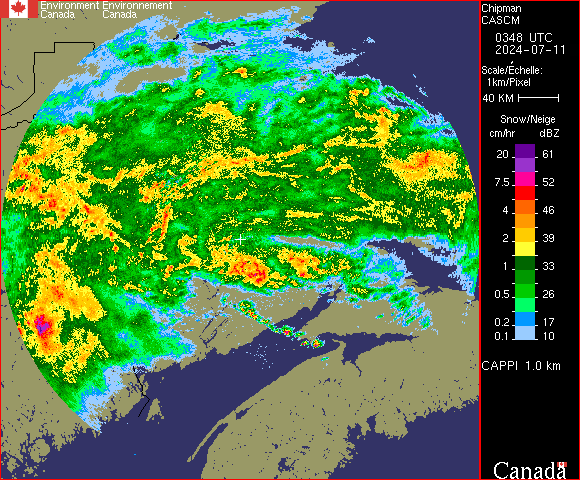 Environment Environnement
Canada Canada
Chipman
CASCM
0348 UTC
2024-07-11
Scale/Échelle:
1km/Pixel
40 KM
Snow/Neige
cm/hr dBZ
20 61
7.5 52
4 46
2 39
1 33
0.5 26
0.2 17
0.1 10
CAPPI 1.0 km
Canada